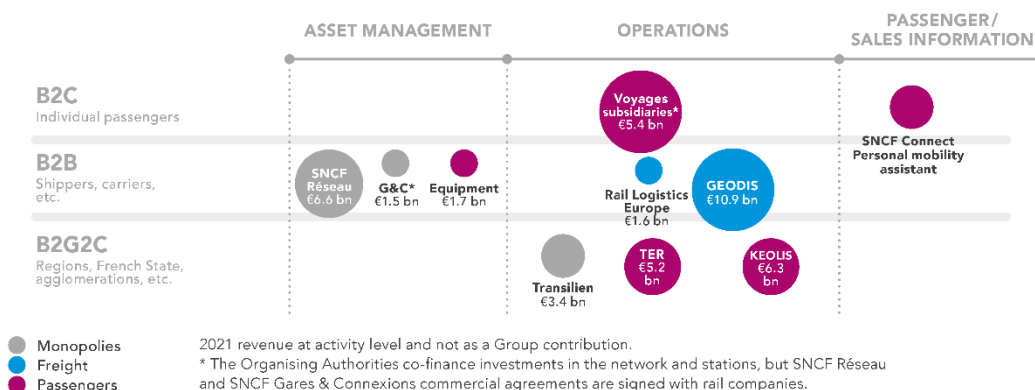 ASSET MANAGEMENT
OPERATIONS
PASSENGER/
SALES INFORMATION
B2C
Individual passengers
Voyages
subsidiaries*
€5.4 bn
SNCF Connect
Personal mobility
assistant
B2B
Shippers, carriers,
etc.
SNCF
Réseau
€6.6 bn
G&C*
€1.5 bn
Equipment
€1.7 bn
Rail Logistics
Europe
€1.6 bn
GEODIS
€10.9 bn
B2G2C
Regions, French State,
agglomerations, etc.
Transilien
€3.4 bn
TER
€5.2
bn
KEOLIS
€6.3
bn
Monopolies
Freight
Passengers
2021 revenue at activity level and not as a Group contribution.
* The Organising Authorities co-finance investments in the network and stations, but SNCF Réseau
and SNCF Gares & Connexions commercial agreements are signed with rail companies.